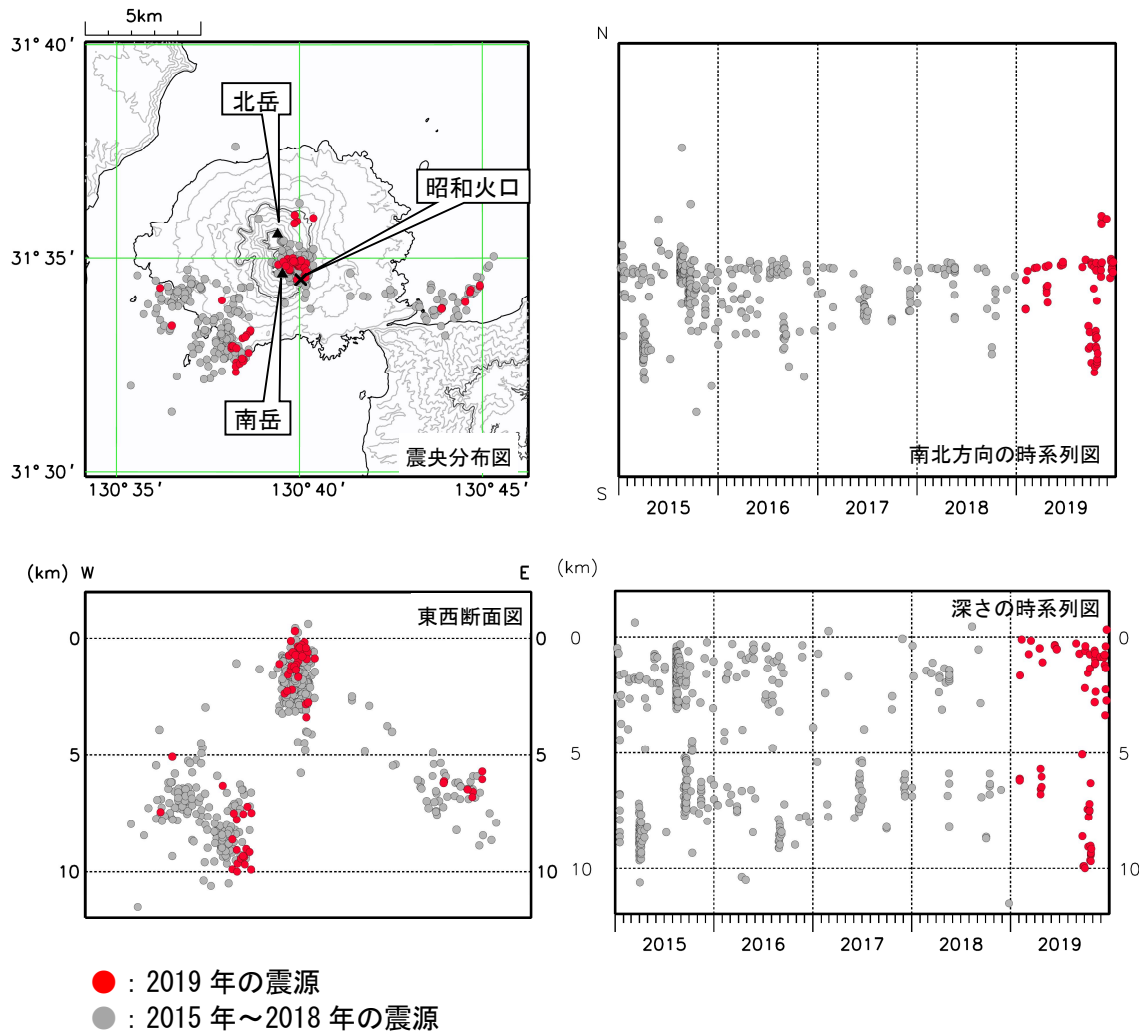 5km
31°40′
31°35′
31°30′
130°35′
130°40′
130°45′
北岳
昭和火口
南岳
震央分布図
N
S
南北方向の時系列図
2015
2016
2017
2018
2019
(km) W
E
東西断面図
0
0
5
5
10
10
(km)
深さの時系列図
0
0
5
5
10
10
2015
2016
2017
2018
2019
：2019 年の震源
：2015 年～2018 年の震源